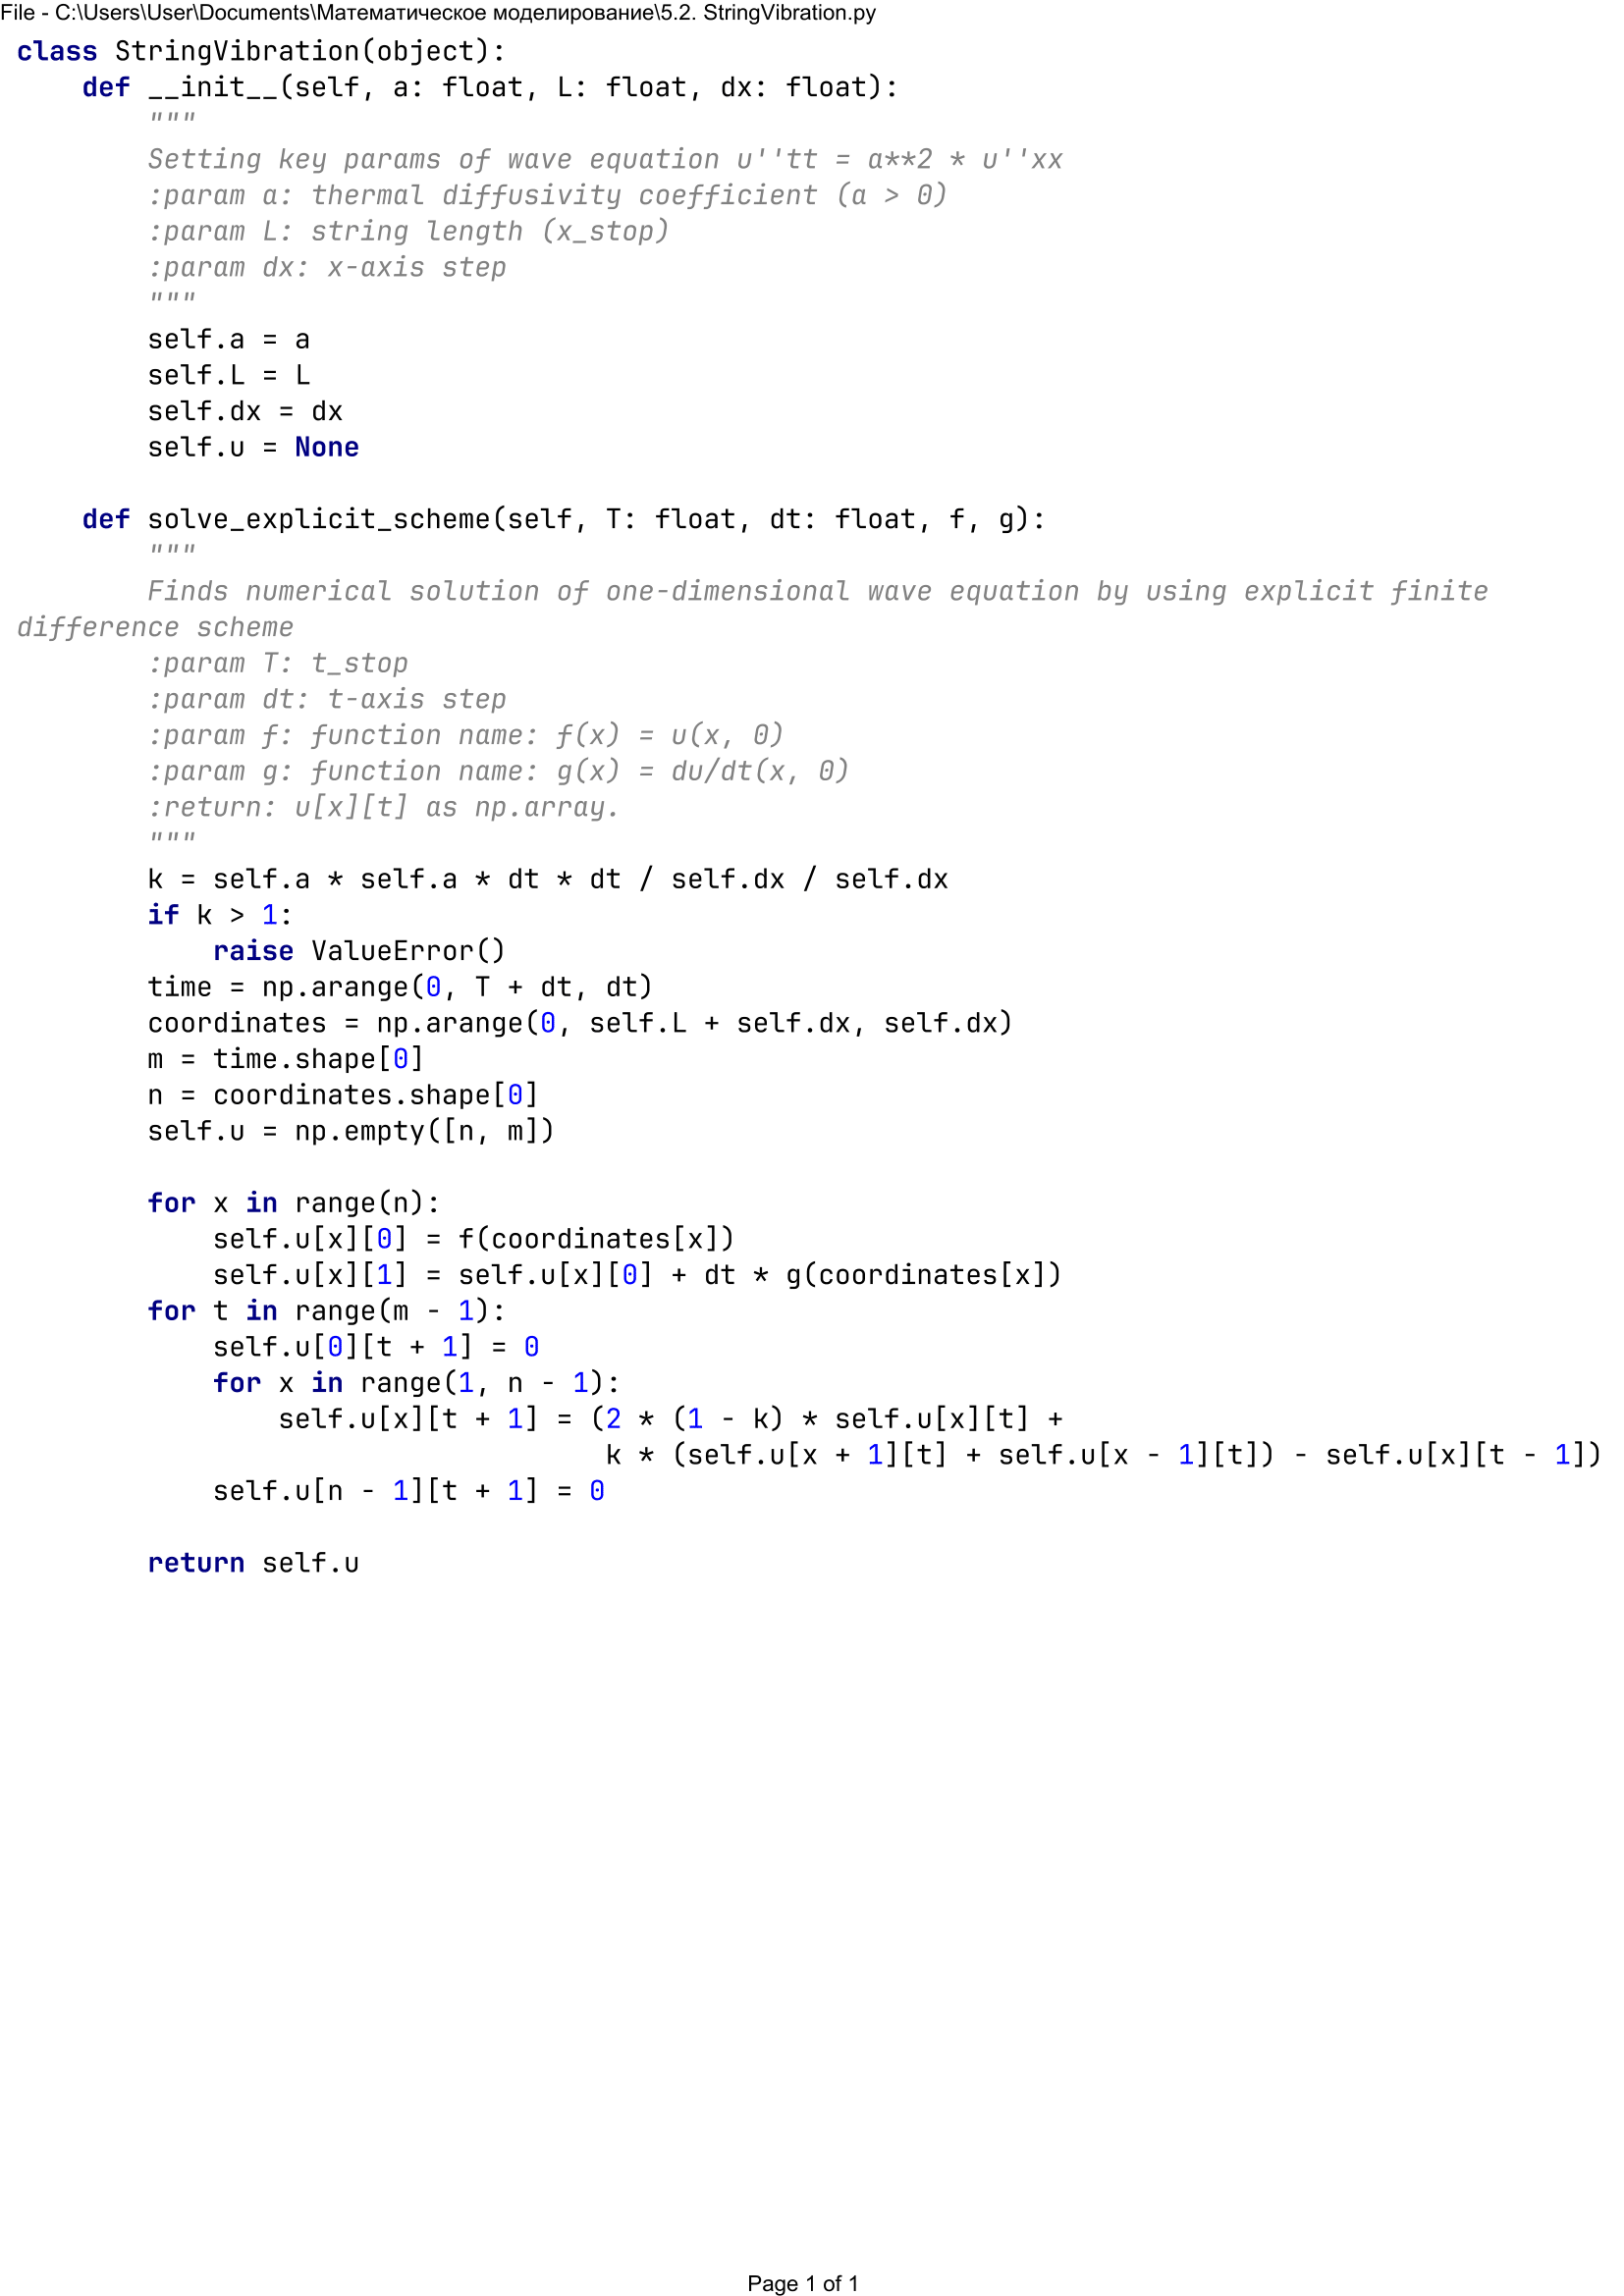 File - C:\Users\User\Documents\Математическое моделирование\5.2. StringVibration.py
class StringVibration(object):
    def __init__(self, a: float, L: float, dx: float):
        """
        Setting key params of wave equation u''tt = a**2 * u''xx
        :param a: thermal diffusivity coefficient (a > 0)
        :param L: string length (x_stop)
        :param dx: x-axis step
        """
        self.a = a
        self.L = L
        self.dx = dx
        self.u = None

    def solve_explicit_scheme(self, T: float, dt: float, f, g):
        """
        Finds numerical solution of one-dimensional wave equation by using explicit finite
difference scheme
        :param T: t_stop
        :param dt: t-axis step
        :param f: function name: f(x) = u(x, 0)
        :param g: function name: g(x) = du/dt(x, 0)
        :return: u[x][t] as np.array.
        """
        k = self.a * self.a * dt * dt / self.dx / self.dx
        if k > 1:
            raise ValueError()
        time = np.arange(0, T + dt, dt)
        coordinates = np.arange(0, self.L + self.dx, self.dx)
        m = time.shape[0]
        n = coordinates.shape[0]
        self.u = np.empty([n, m])

        for x in range(n):
            self.u[x][0] = f(coordinates[x])
            self.u[x][1] = self.u[x][0] + dt * g(coordinates[x])
        for t in range(m - 1):
            self.u[0][t + 1] = 0
            for x in range(1, n - 1):
                self.u[x][t + 1] = (2 * (1 - k) * self.u[x][t] +
                                    k * (self.u[x + 1][t] + self.u[x - 1][t]) - self.u[x][t - 1])
            self.u[n - 1][t + 1] = 0

        return self.u
Page 1 of 1